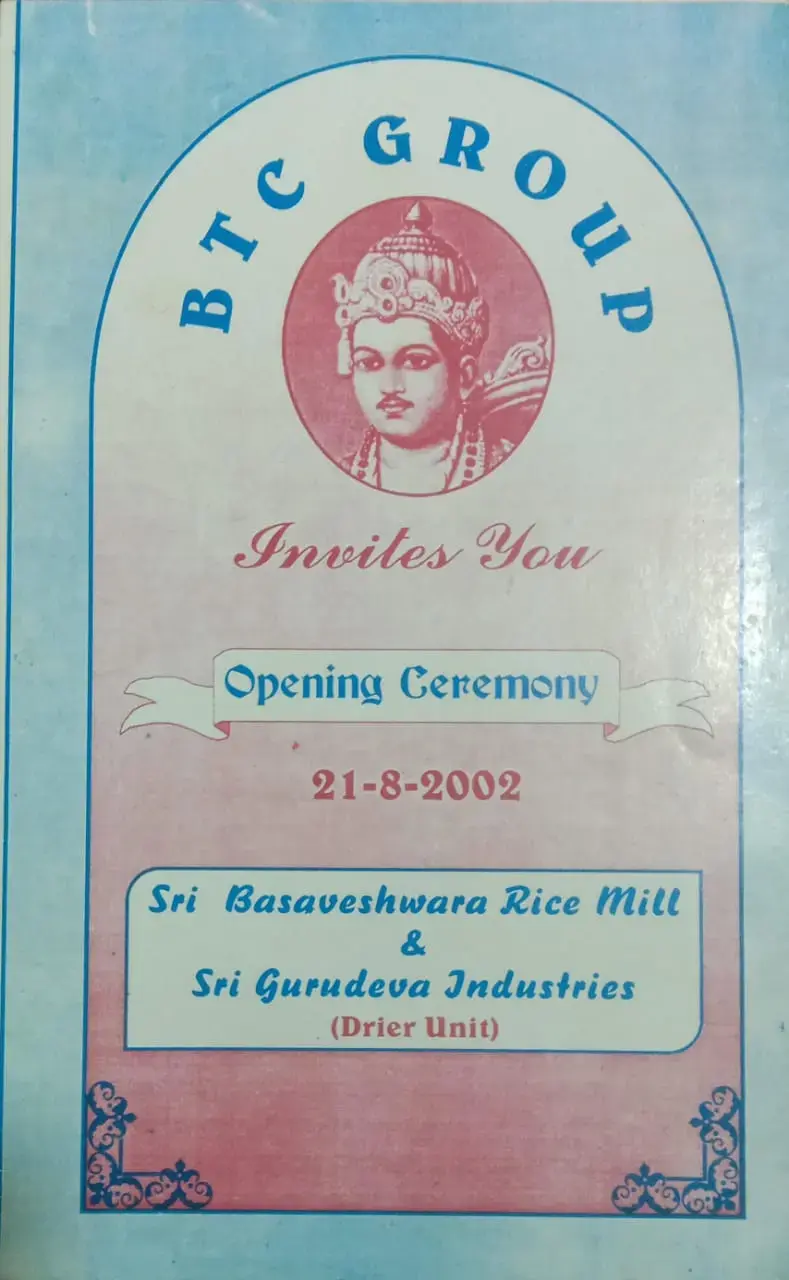 BTC GROUP
Invites You
Opening Ceremony
21-8-2002
Sri Basaveshwara Rice Mill
&
Sri Gurudeva Industries
(Drier Unit)